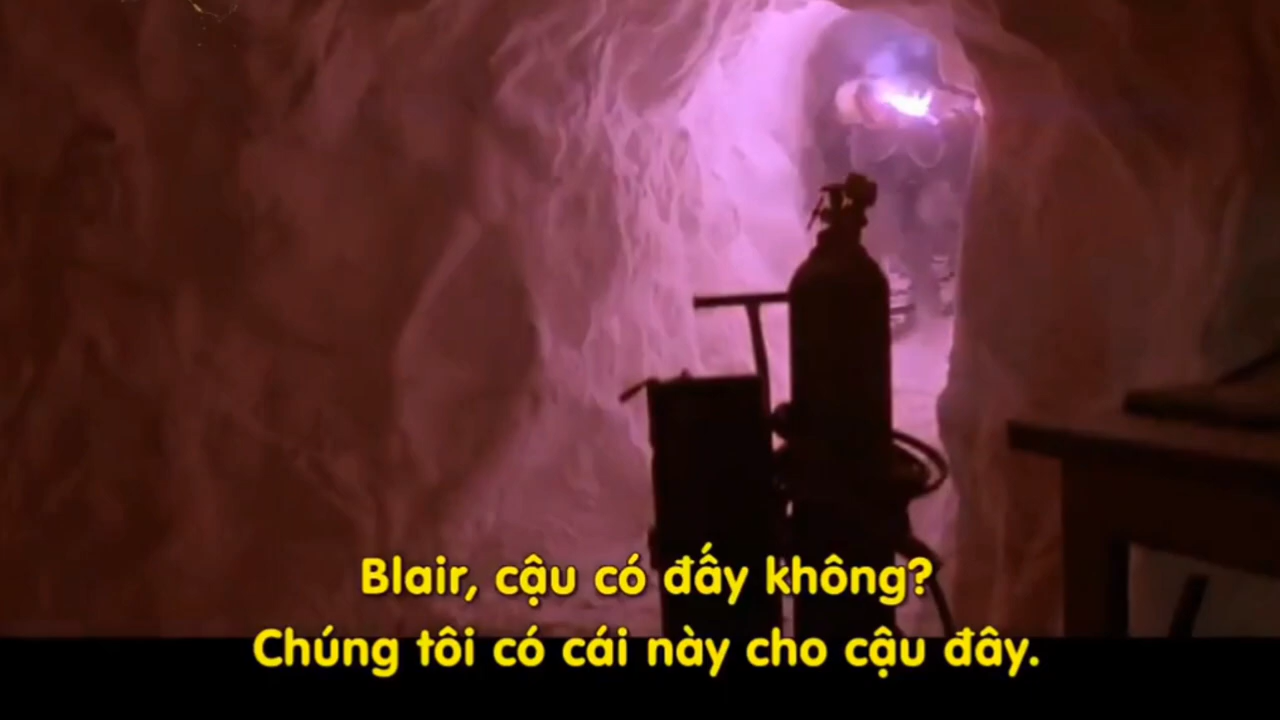 Blair, cậu có đấy không?
Chúng tôi có cái này cho cậu đây.